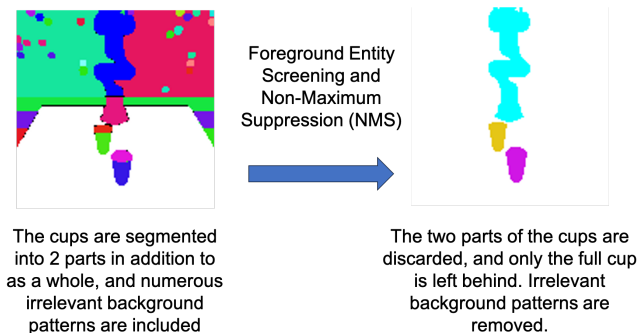 Foreground Entity
Screening and
Non-Maximum
Suppression (NMS)
The cups are segmented
into 2 parts in addition to
as a whole, and numerous
irrelevant background
patterns are included
The two parts of the cups are
discarded, and only the full cup
is left behind. Irrelevant
background patterns are
removed.